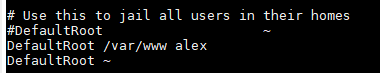 # Use this to jail all users in their homes
#DefaultRoot ~
DefaultRoot /var/www alex
DefaultRoot ~